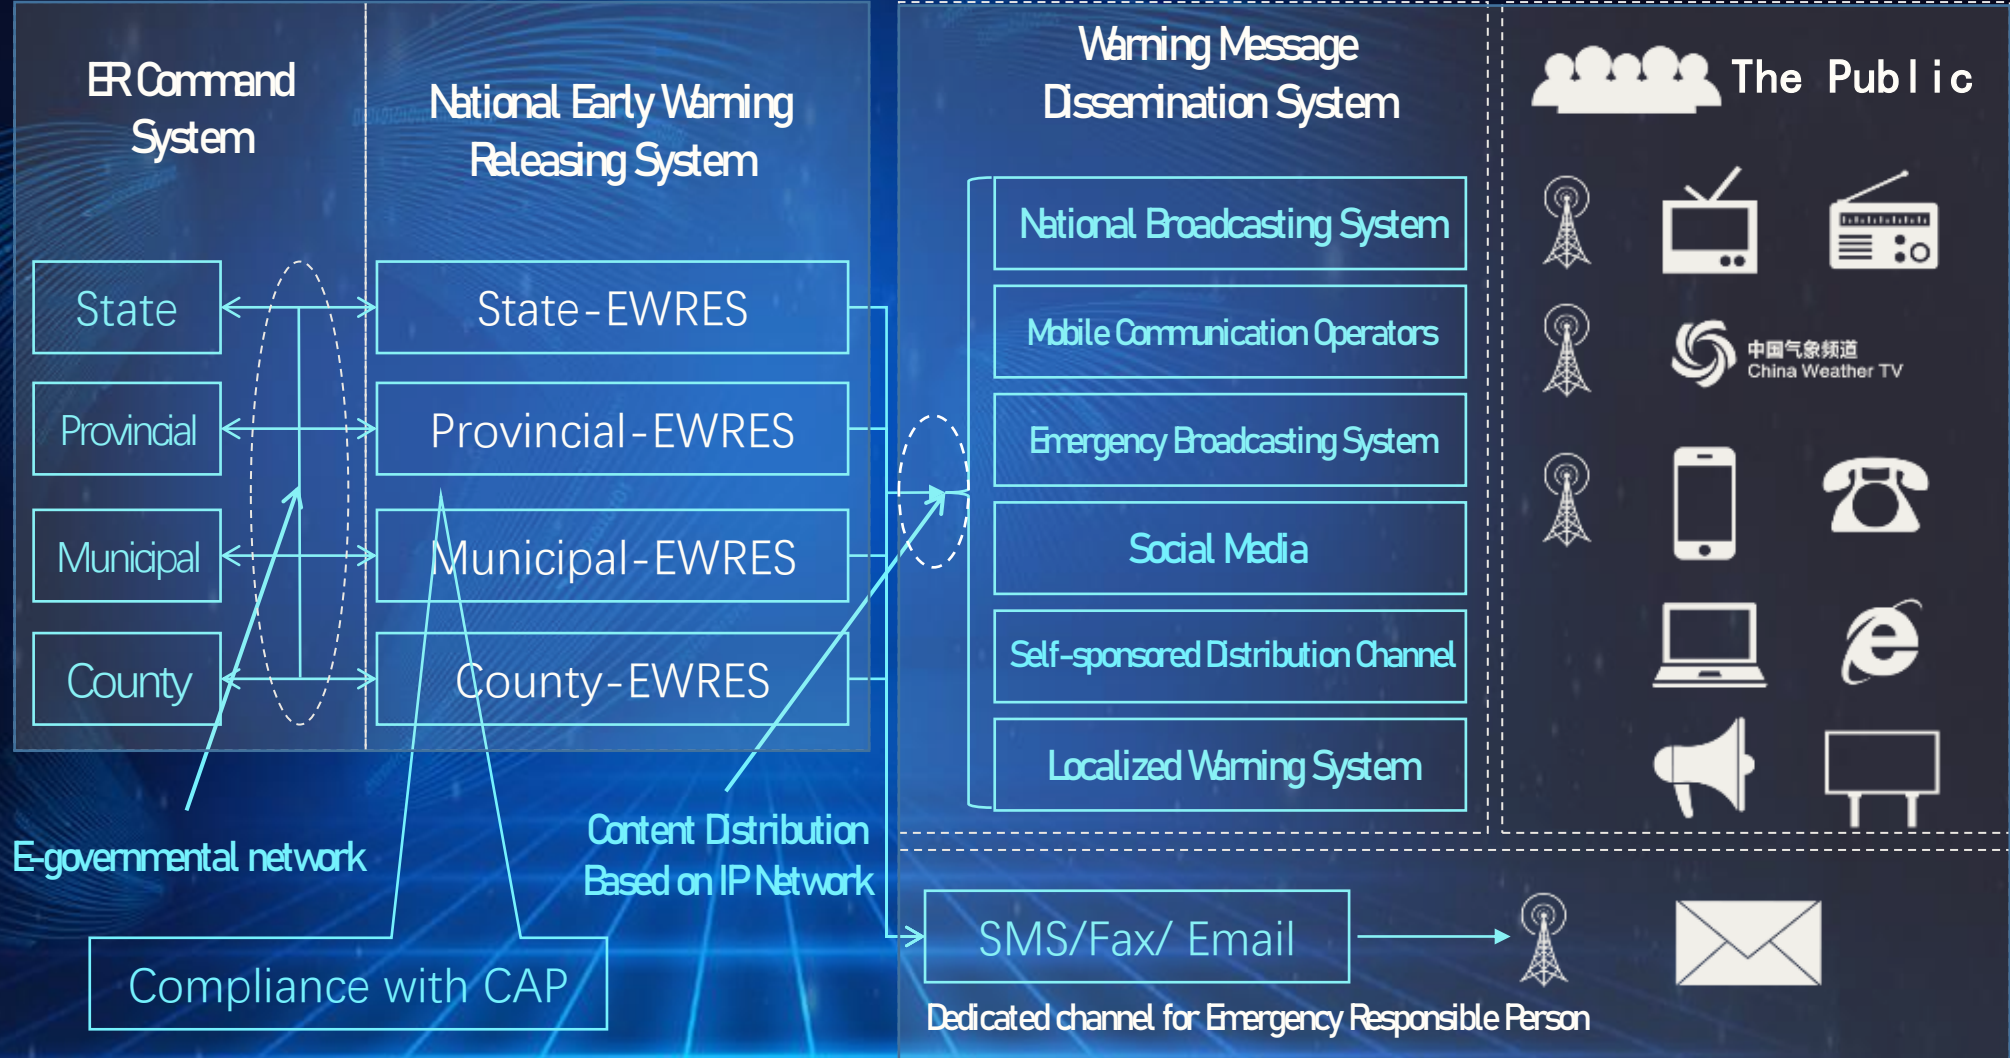 ER Command
System
National Early Warning
Releasing System
Warning Message
Dissemination System
The Public
State
Provincial
Municipal
County
State-EWRES
Provincial-EWRES
Municipal-EWRES
County-EWRES
National Broadcasting System
Mobile Communication Operators
Emergency Broadcasting System
Social Media
Self-sponsored Distribution Channel
Localized Warning System
中国气象频道
China Weather TV
E-governmental network
Content Distribution
Based on IP Network
Compliance with CAP
SMS/Fax/ Email
Dedicated channel for Emergency Responsible Person